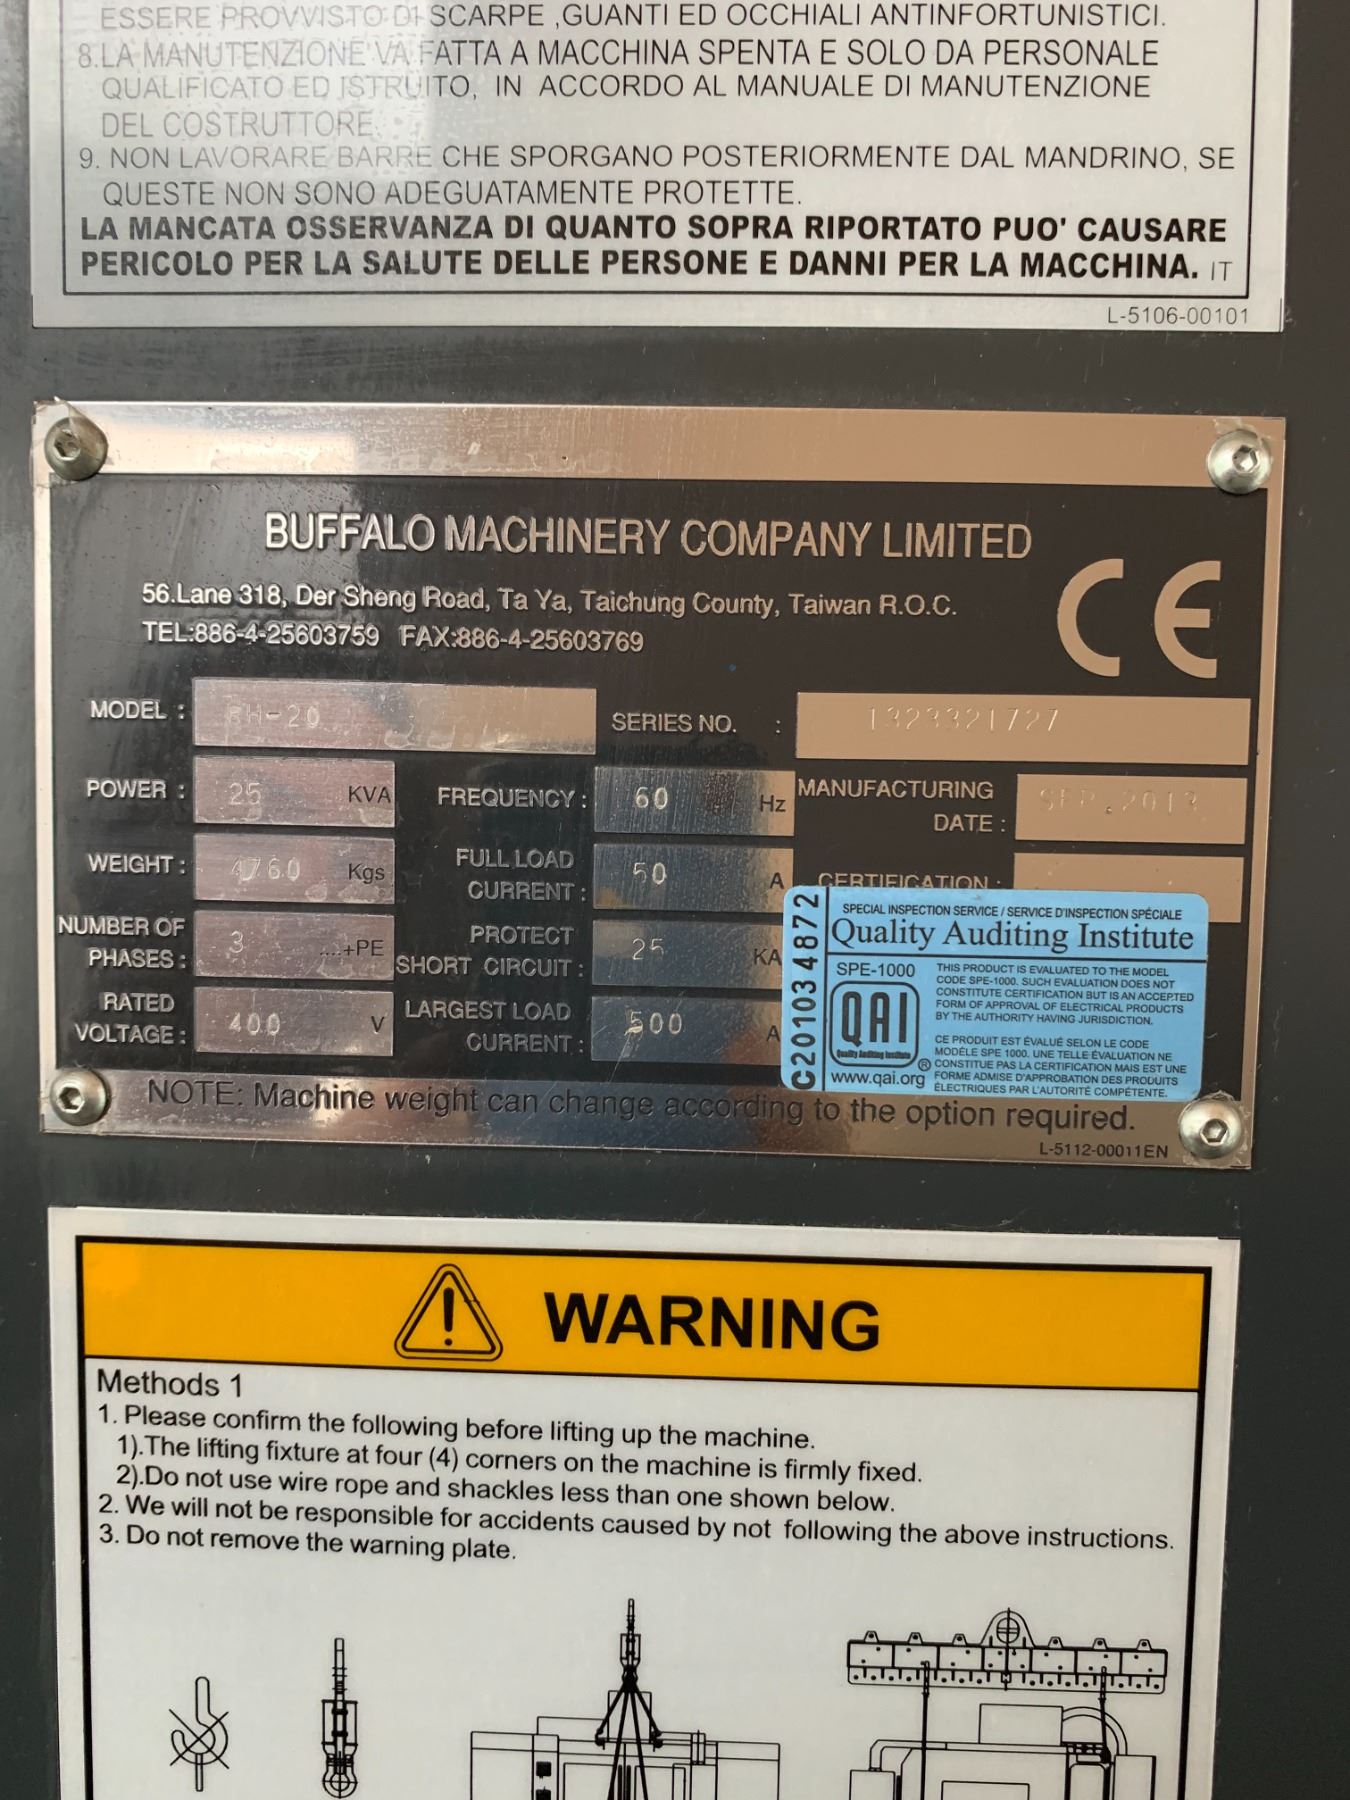 ESSERE PROVVISTO DI SCARPE ,GUANTI ED OCCHIALI ANTINFORTUNISTICI.
8.LA MANUTENZIONE VA FATTA A MACCHINA SPENTA E SOLO DA PERSONALE
QUALIFICATO ED ISTRUITO, IN ACCORDO AL MANUALE DI MANUTENZIONE
DEL COSTRUTTORE.
9. NON LAVORARE BARRE CHE SPORGANO POSTERIORMENTE DAL MANDRINO, SE
QUESTE NON SONO ADEGUATAMENTE PROTETTE.
LA MANCATA OSSERVANZA DI QUANTO SOPRA RIPORTATO PUO' CAUSARE
PERICOLO PER LA SALUTE DELLE PERSONE E DANNI PER LA MACCHINA. IT
L-5106-00101
BUFFALO MACHINERY COMPANY LIMITED
56.Lane 318, Der Sheng Road, Ta Ya, Taichung County, Taiwan R.O.C.
TEL:886-4-25603759 FAX:886-4-25603769
CE
MODEL :
SERIES NO. : 1323321727
POWER : 25 KVA
FREQUENCY : 60 Hz
MANUFACTURING
DATE : SEP.2013
WEIGHT : 4760 Kgs
FULL LOAD
CURRENT : 50 A
CERTIFICATION :
NUMBER OF
PHASES : 3 ....+PE
PROTECT
SHORT CIRCUIT : 25 KA
RATED
VOLTAGE : 400 V
LARGEST LOAD
CURRENT : 500 A
C20103 4872
SPECIAL INSPECTION SERVICE / SERVICE D'INSPECTION SPÉCIALE
Quality Auditing Institute
SPE-1000
QAI
Quality Auditing Institute
®
www.qai.org
THIS PRODUCT IS EVALUATED TO THE MODEL
CODE SPE-1000. SUCH EVALUATION DOES NOT
CONSTITUTE CERTIFICATION BUT IS AN ACCEPTED
FORM OF APPROVAL OF ELECTRICAL PRODUCTS
BY THE AUTHORITY HAVING JURISDICTION.
CE PRODUIT EST ÉVALUÉ SELON LE CODE
MODÈLE SPE 1000. UNE TELLE ÉVALUATION NE
CONSTITUE PAS LA CERTIFICATION MAIS EST UNE
FORME ADMISE D'APPROBATION DES PRODUITS
ÉLECTRIQUES PAR L'AUTORITÉ COMPÉTENTE.
NOTE: Machine weight can change according to the option required.
L-5112-00011EN
WARNING
Methods 1
1. Please confirm the following before lifting up the machine.
1).The lifting fixture at four (4) corners on the machine is firmly fixed.
2).Do not use wire rope and shackles less than one shown below.
2. We will not be responsible for accidents caused by not following the above instructions.
3. Do not remove the warning plate.